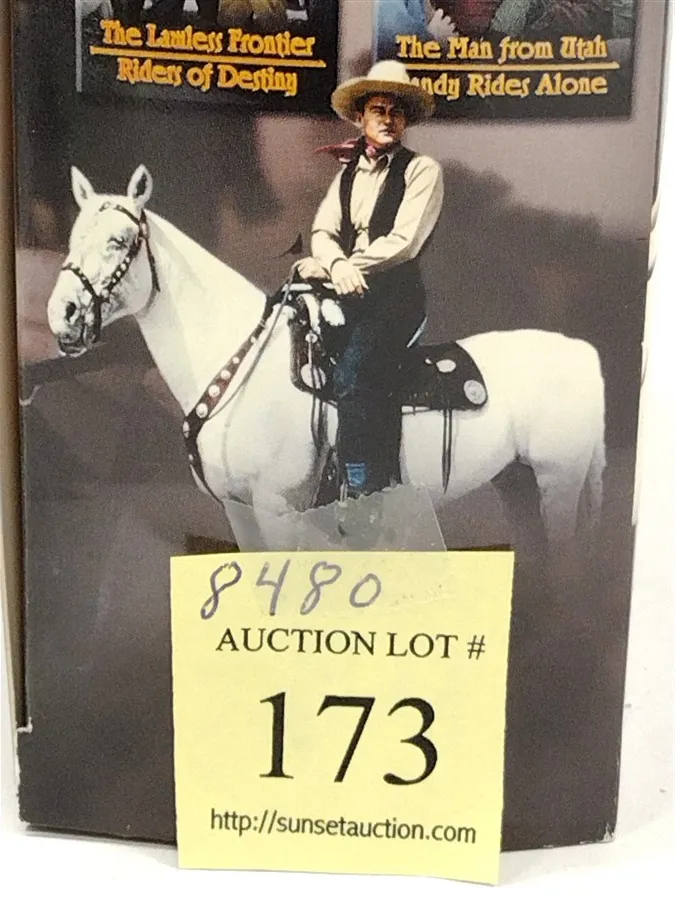 The Lawless Frontier
Riders of Destiny
The Man from Utah
Rides Alone
8480
AUCTION LOT #
173
http://sunsetauction.com